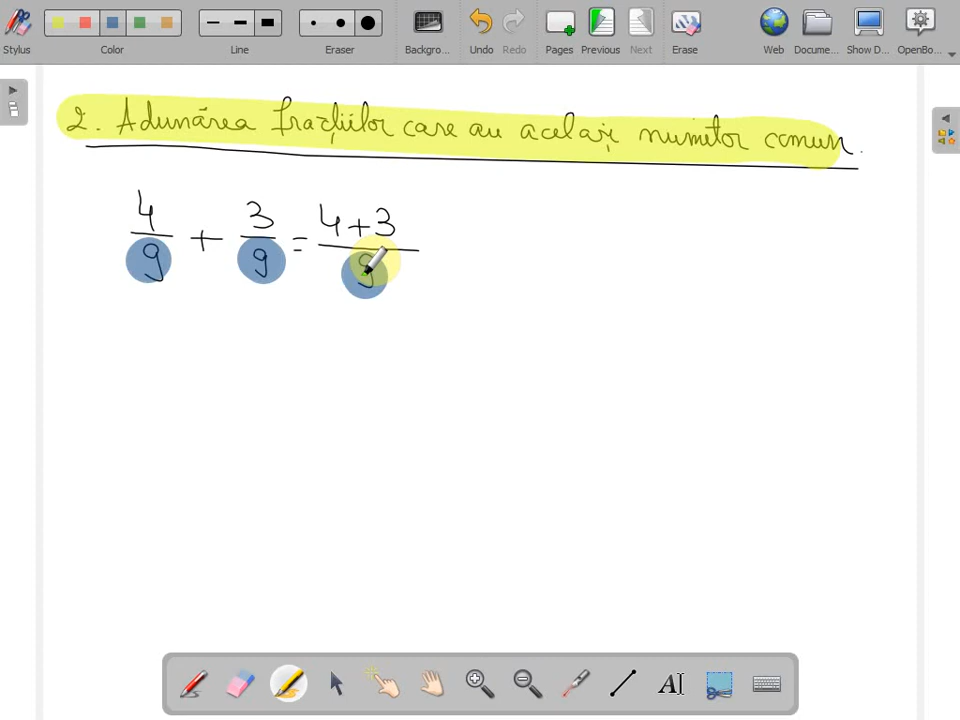 Stylus Color Line Eraser Backgro... Undo Redo Pages Previous Next Erase Web Docume... Show D... OpenBo...
2. Adunărea fracțiilor care au același numitor comun.
4/9 + 3/9 = 4+3/9
A